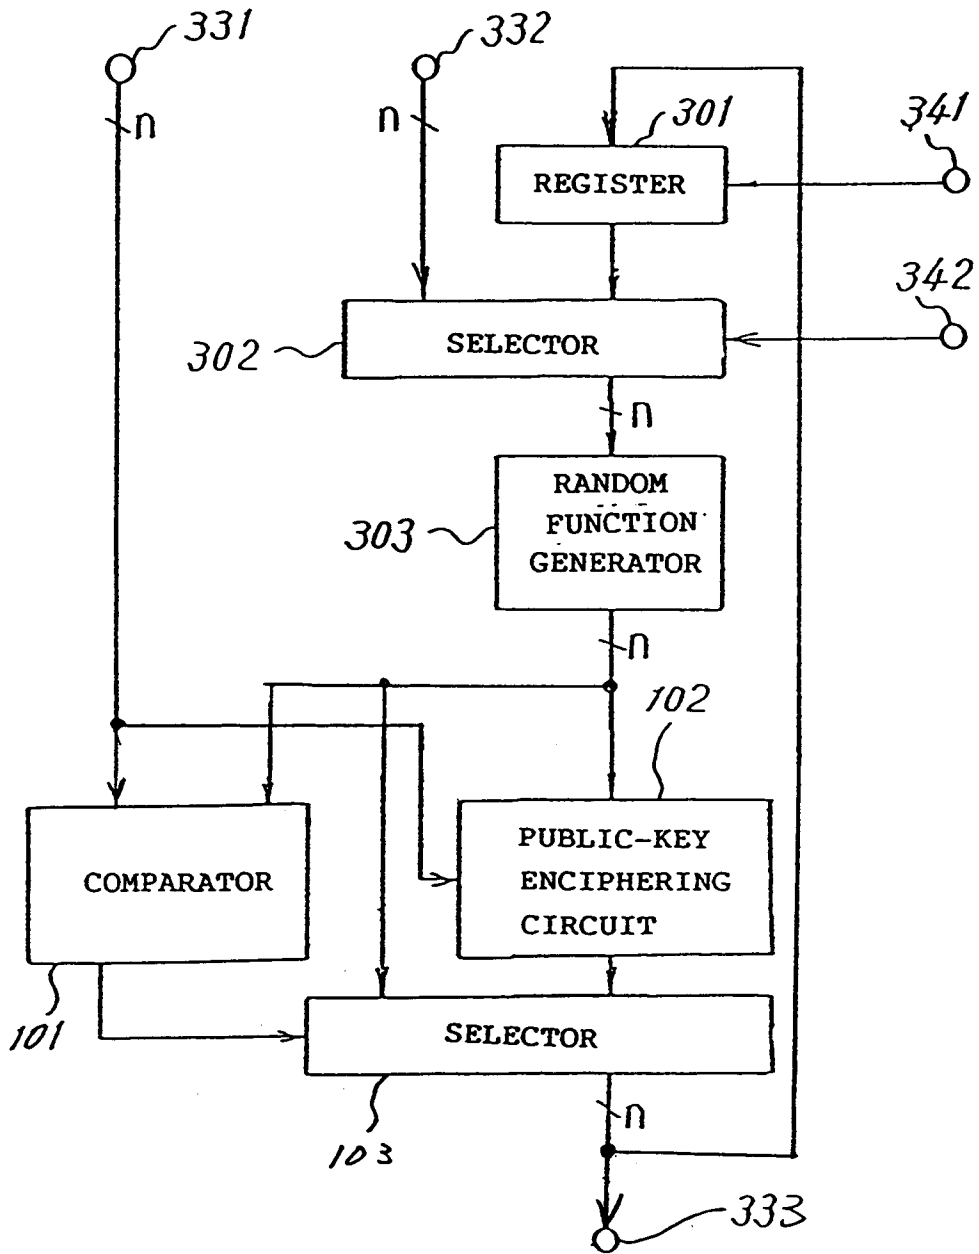 331
332
n
n
301
341
REGISTER
342
302
SELECTOR
n
303
RANDOM
FUNCTION
GENERATOR
n
102
COMPARATOR
PUBLIC-KEY
ENCIPHERING
CIRCUIT
101
SELECTOR
103
n
333